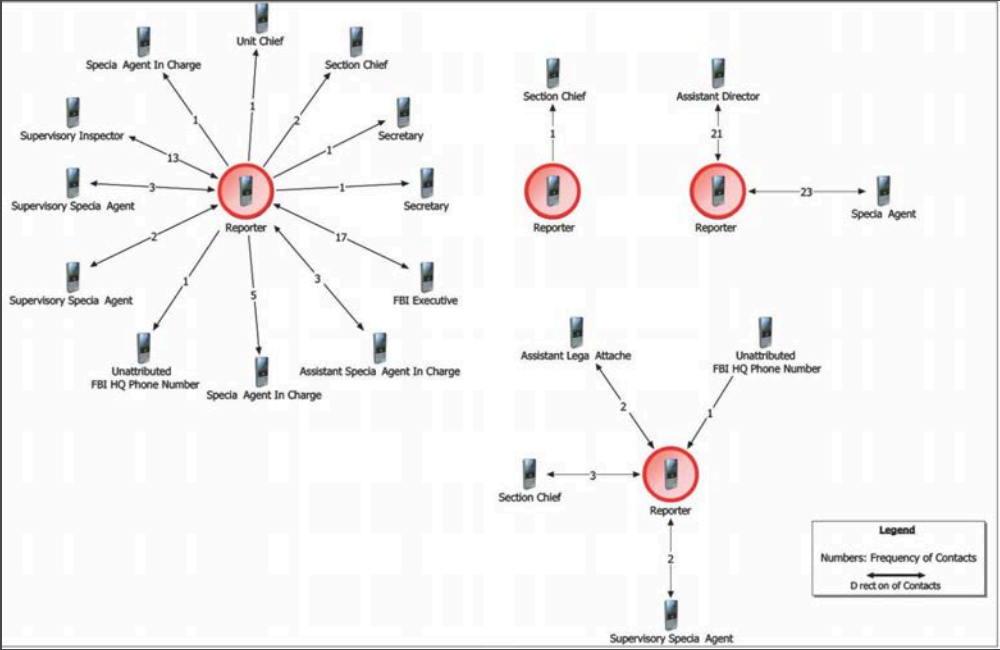 Unit Chief
Specia Agent In Charge
Section Chief
1
1
2
Supervisory Inspector
Secretary
13
1
Supervisory Specia Agent
3
1
Secretary
Reporter
2
17
Supervisory Specia Agent
FBI Executive
1
5
3
Unattributed
FBI HQ Phone Number
Specia Agent In Charge
Assistant Specia Agent In Charge
Section Chief
1
Reporter
Assistant Director
21
Reporter
23
Specia Agent
Assistant Lega Attache
Unattributed
FBI HQ Phone Number
2
1
Section Chief
3
Reporter
2
Supervisory Specia Agent
Legend
Numbers: Frequency of Contacts
D rect on of Contacts